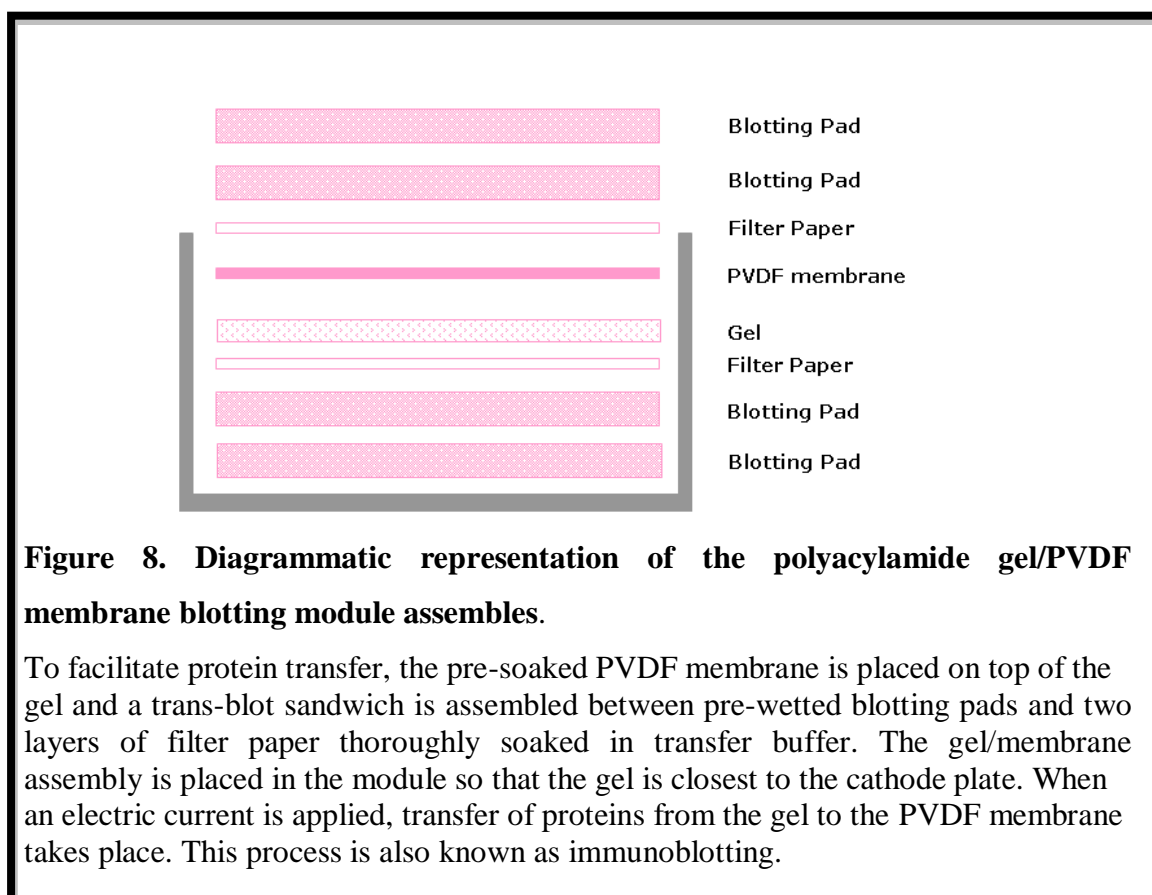 Blotting Pad
Blotting Pad
Filter Paper
PVDF membrane
Gel
Filter Paper
Blotting Pad
Blotting Pad
Figure 8. Diagrammatic representation of the polyacylamide gel/PVDF
membrane blotting module assembles.
To facilitate protein transfer, the pre-soaked PVDF membrane is placed on top of the
gel and a trans-blot sandwich is assembled between pre-wetted blotting pads and two
layers of filter paper thoroughly soaked in transfer buffer. The gel/membrane
assembly is placed in the module so that the gel is closest to the cathode plate. When
an electric current is applied, transfer of proteins from the gel to the PVDF membrane
takes place. This process is also known as immunoblotting.